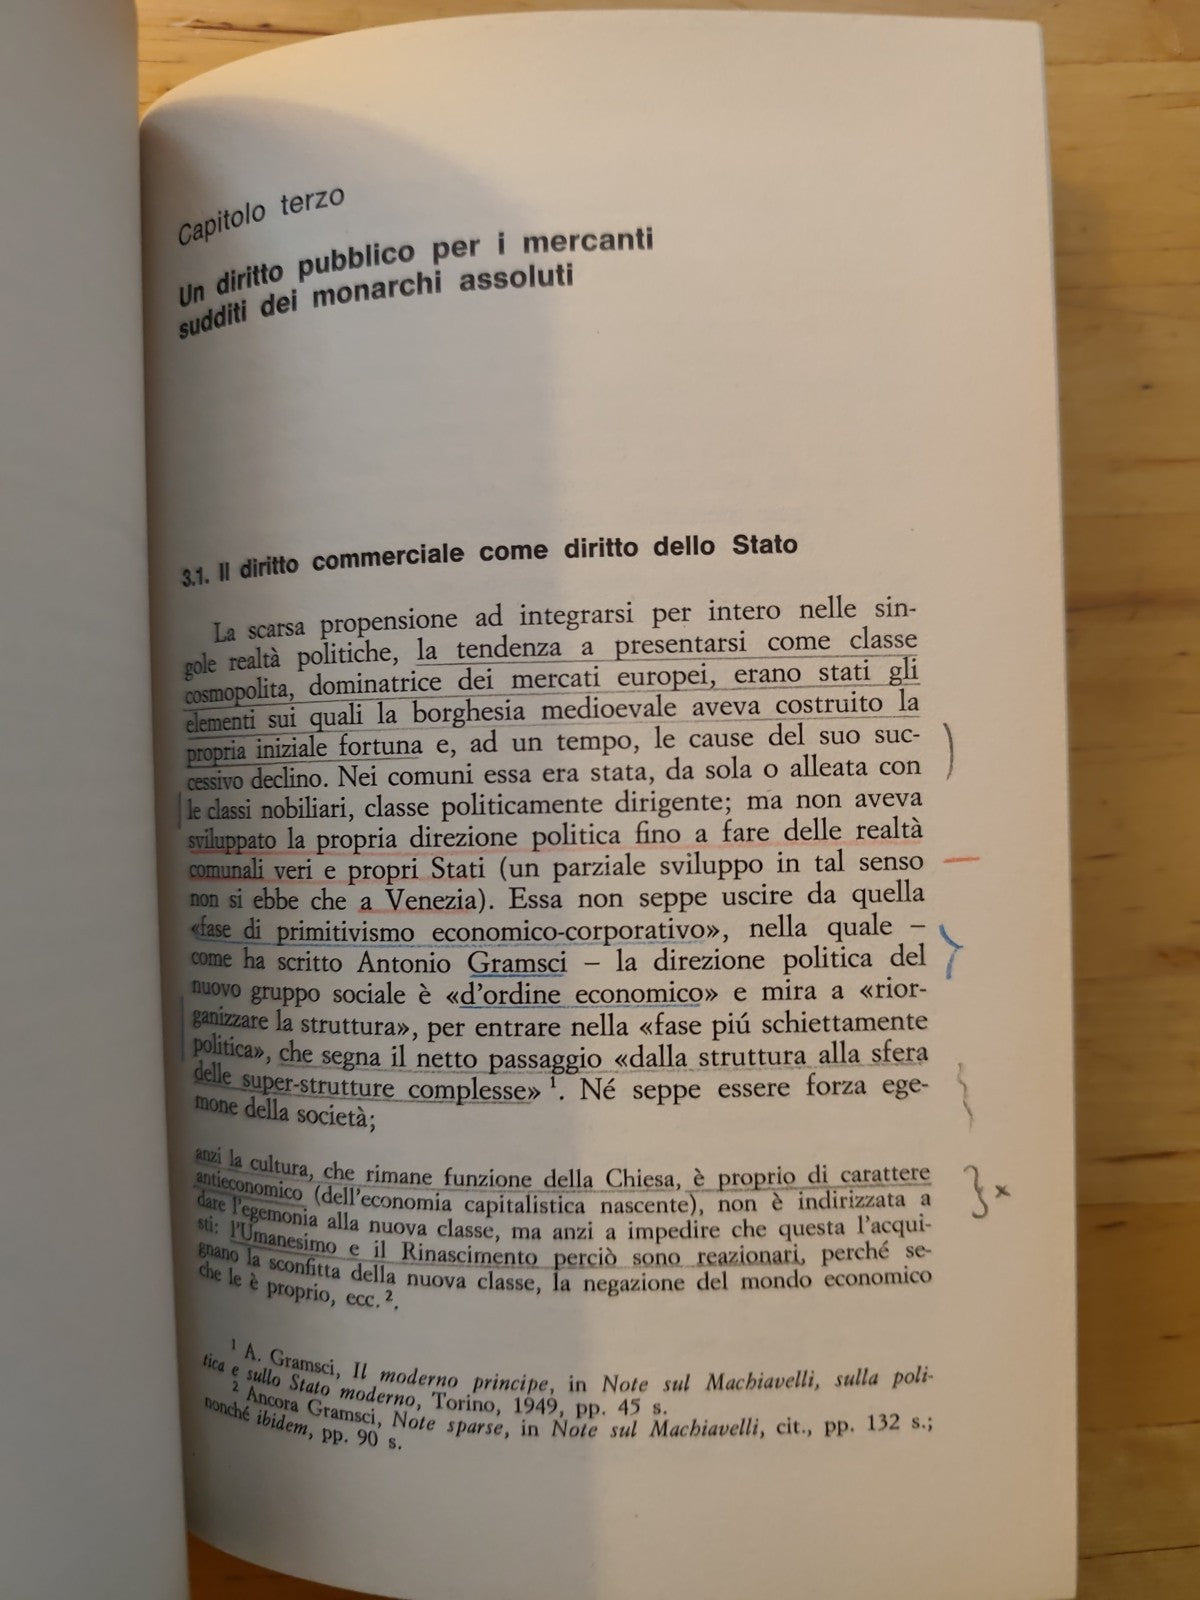 Capitolo terzo
Un diritto pubblico per i mercanti
sudditi dei monarchi assoluti
3.1. Il diritto commerciale come diritto dello Stato
La scarsa propensione ad integrarsi per intero nelle sin-
gole realtà politiche, la tendenza a presentarsi come classe
cosmopolita, dominatrice dei mercati europei, erano stati gli
elementi sui quali la borghesia medioevale aveva costruito la
propria iniziale fortuna e, ad un tempo, le cause del suo suc-
cessivo declino. Nei comuni essa era stata, da sola o alleata con
le classi nobiliari, classe politicamente dirigente; ma non aveva
sviluppato la propria direzione politica fino a fare delle realtà
comunali veri e propri Stati (un parziale sviluppo in tal senso
non si ebbe che a Venezia). Essa non seppe uscire da quella
«fase di primitivismo economico-corporativo», nella quale –
come ha scritto Antonio Gramsci – la direzione politica del
nuovo gruppo sociale è «d'ordine economico» e mira a «rior-
ganizzare la struttura», per entrare nella «fase piú schiettamente
politica», che segna il netto passaggio «dalla struttura alla sfera
delle super-strutture complesse» ¹. Né seppe essere forza ege-
mone della società;
anzi la cultura, che rimane funzione della Chiesa, è proprio di carattere
antieconomico (dell'economia capitalistica nascente), non è indirizzata a
dare l'egemonia alla nuova classe, ma anzi a impedire che questa l'acqui-
sti: l'Umanesimo e il Rinascimento perciò sono reazionari, perché se-
gnano la sconfitta della nuova classe, la negazione del mondo economico
che le è proprio, ecc. ².
¹ A. Gramsci, Il moderno principe, in Note sul Machiavelli, sulla poli-
tica e sullo Stato moderno, Torino, 1949, pp. 45 s.
² Ancora Gramsci, Note sparse, in Note sul Machiavelli, cit., pp. 132 s.;
nonché ibidem, pp. 90 s.